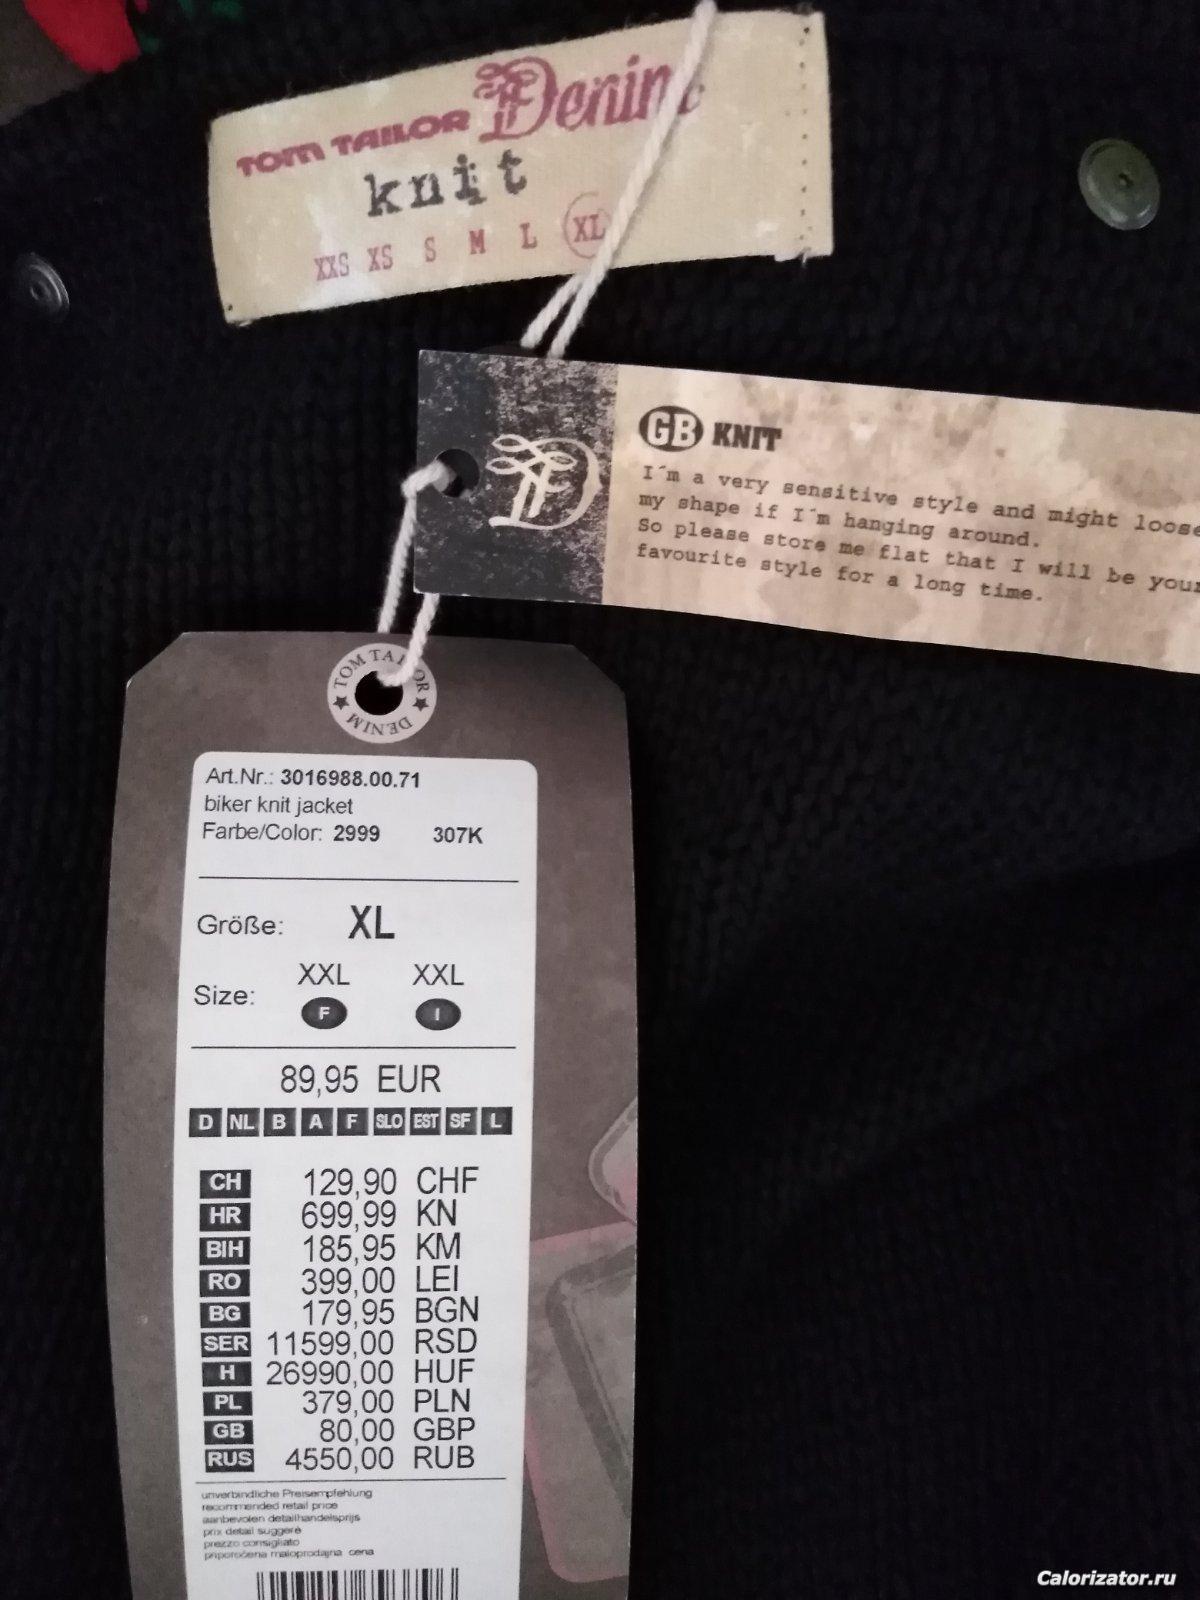 TOM TAILOR Denim
knit
XXS XS S M L XL
GB KNIT
I´m a very sensitive style and might loose
my shape if I´m hanging around.
So please store me flat that I will be your
favourite style for a long time.
TOM TAILOR
DENIM
Art.Nr.: 3016988.00.71
biker knit jacket
Farbe/Color: 2999 307K
Größe: XL
XXL XXL
Size: F I
89,95 EUR
D NL B A F SLO EST SF L
CH 129,90 CHF
HR 699,99 KN
BIH 185,95 KM
RO 399,00 LEI
BG 179,95 BGN
SER 11599,00 RSD
H 26990,00 HUF
PL 379,00 PLN
GB 80,00 GBP
RUS 4550,00 RUB
unverbindliche Preisempfehlung
recommended retail price
aanbevolen detailhandelsprijs
prix detail suggeré
prezzo consigliato
priporočena maloprodajna cena
Calorizator.ru